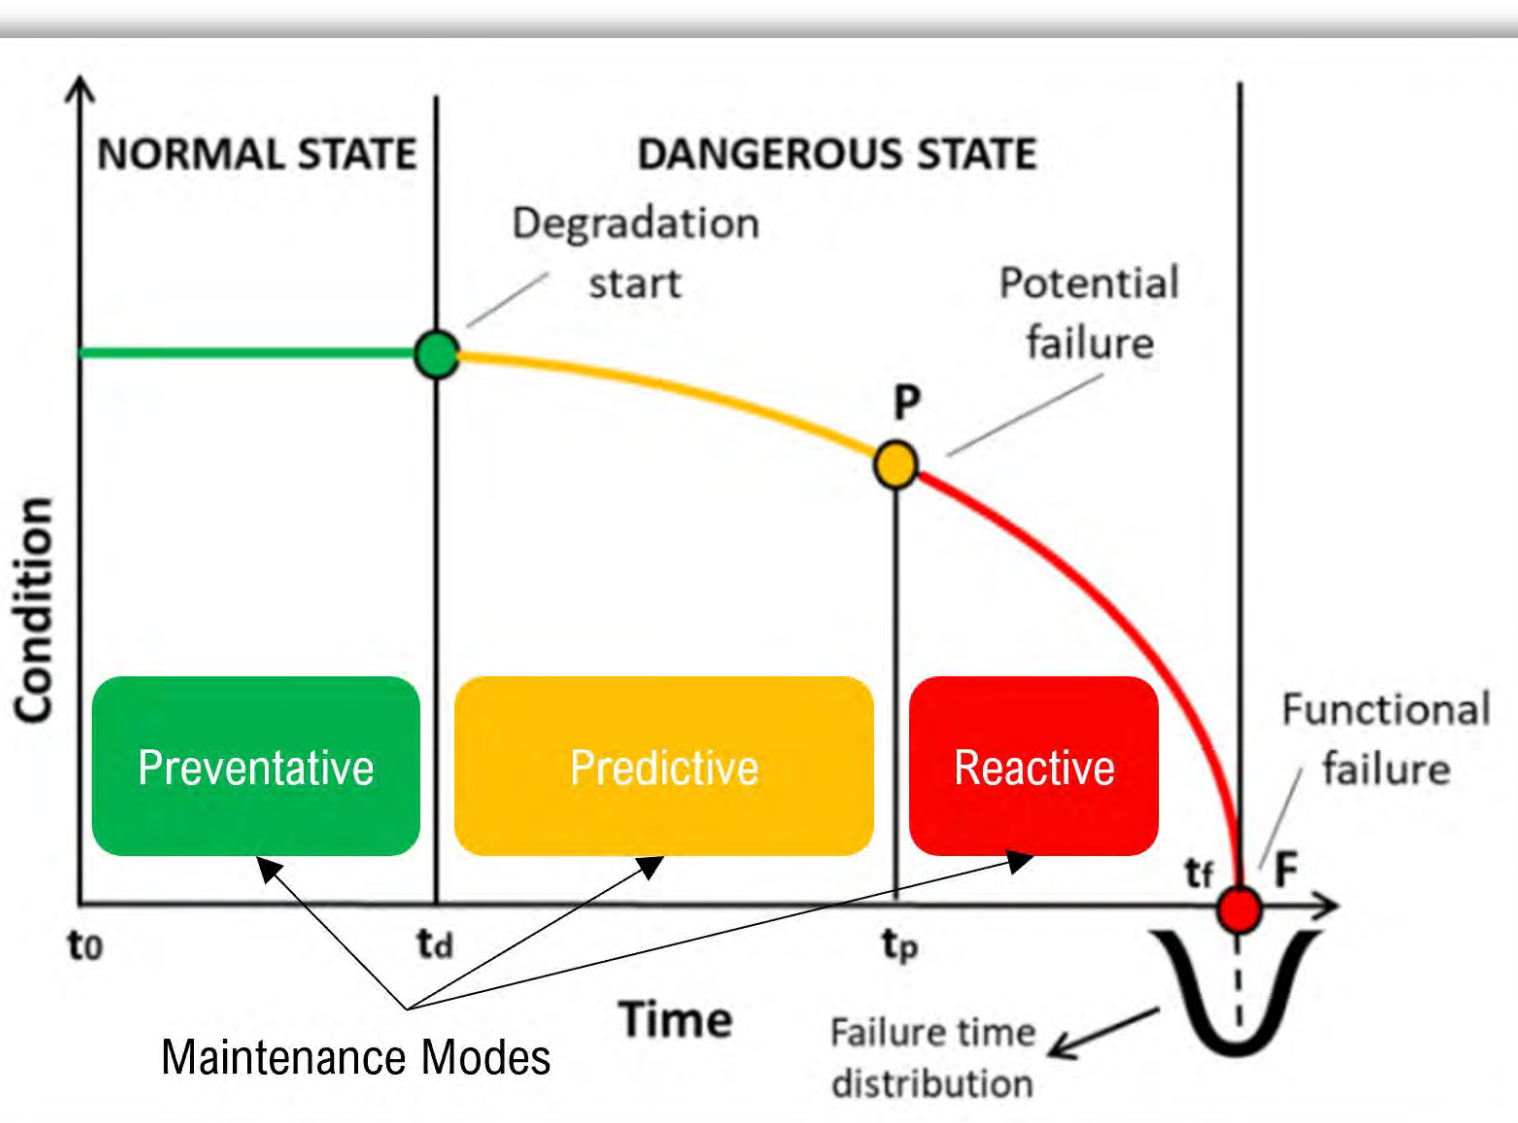 NORMAL STATE
DANGEROUS STATE
Degradation
start
Potential
failure
P
Condition
Preventative
Predictive
Reactive
Functional
failure
tf
F
t0
td
tp
Time
Maintenance Modes
Failure time
distribution